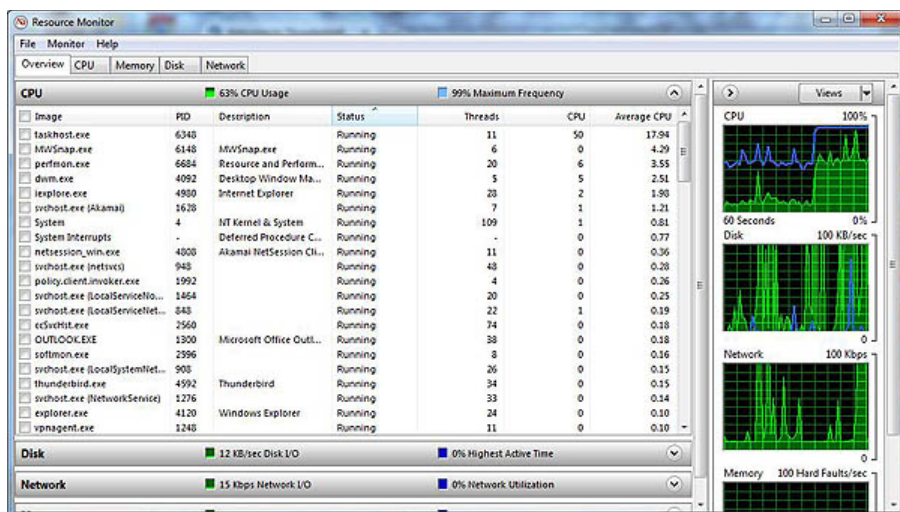 Resource Monitor
File Monitor Help
Overview CPU Memory Disk Network
CPU 63% CPU Usage 99% Maximum Frequency
Image PID Description Status Threads CPU Average CPU
taskhost.exe 6348 Running 11 50 17.94
MWSnap.exe 6148 MWSnap.exe Running 6 0 4.29
perfmon.exe 6684 Resource and Perform... Running 20 6 3.55
dwm.exe 4092 Desktop Window Ma... Running 5 5 2.51
iexplore.exe 4980 Internet Explorer Running 28 2 1.98
svchost.exe (Akamai) 1628 Running 7 1 1.21
System 4 NT Kernel & System Running 109 1 0.81
System Interrupts - Deferred Procedure C... Running - 0 0.77
netsession_win.exe 4808 Akamai NetSession Cli... Running 11 0 0.36
svchost.exe (netsvcs) 948 Running 48 0 0.28
policy.client.invoker.exe 1992 Running 4 0 0.26
svchost.exe (LocalServiceNo... 1464 Running 20 0 0.25
svchost.exe (LocalServiceNet... 848 Running 22 1 0.19
ccSvcHst.exe 2560 Running 74 0 0.18
OUTLOOK.EXE 1300 Microsoft Office Outl... Running 38 0 0.18
softmon.exe 2596 Running 8 0 0.16
svchost.exe (LocalSystemNet... 908 Running 26 0 0.15
thunderbird.exe 4592 Thunderbird Running 34 0 0.15
svchost.exe (NetworkService) 1276 Running 33 0 0.14
explorer.exe 4120 Windows Explorer Running 24 0 0.10
vpnagent.exe 1248 Running 11 0 0.10
Disk 12 KB/sec Disk I/O 0% Highest Active Time
Network 15 Kbps Network I/O 0% Network Utilization
Views
CPU 100%
60 Seconds 0%
Disk 100 KB/sec
0
Network 100 Kbps
0
Memory 100 Hard Faults/sec